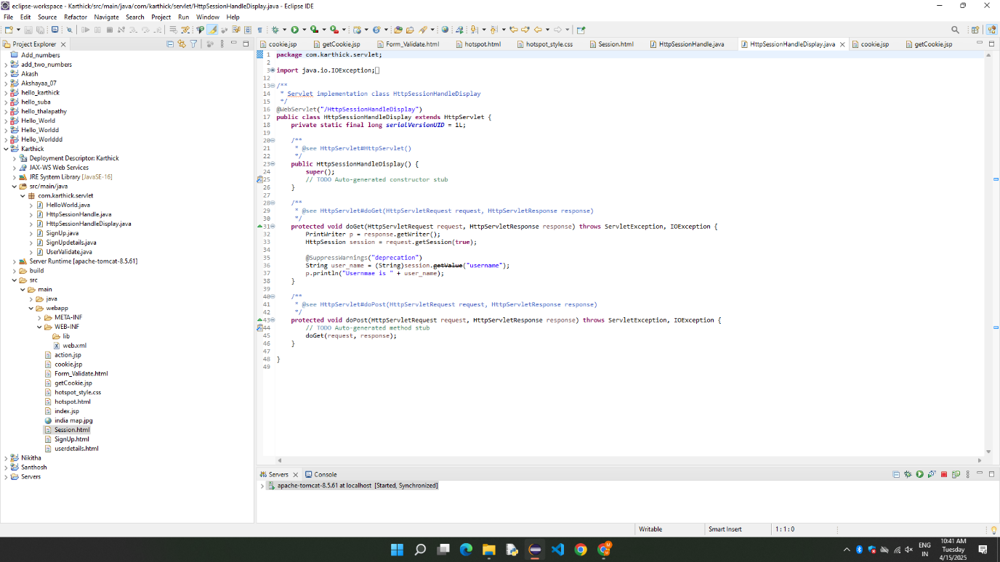 eclipse-workspace - Karthick/src/main/java/com/karthick/servlet/HttpSessionHandleDisplay.java - Eclipse IDE
File Edit Source Refactor Navigate Search Project Run Window Help
Project Explorer
Add_numbers
add_two_numbers
Akash
Akshayaa_07
hello_karthick
hello_suba
hello_thalapathy
Hello_World
Hello_Worldd
Hello_Worlddd
Karthick
Deployment Descriptor: Karthick
JAX-WS Web Services
JRE System Library [JavaSE-16]
src/main/java
com.karthick.servlet
HelloWorld.java
HttpSessionHandle.java
HttpSessionHandleDisplay.java
SignUp.java
SignUpdetails.java
UserValidate.java
Server Runtime [apache-tomcat-8.5.61]
build
src
main
java
webapp
META-INF
WEB-INF
lib
web.xml
action.jsp
cookie.jsp
Form_Validate.html
getCookie.jsp
hotspot_style.css
hotspot.html
index.jsp
india map.jpg
Session.html
SignUp.html
userdetails.html
Nikitha
Santhosh
Servers
cookie.jsp getCookie.jsp Form_Validate.html hotspot.html hotspot_style.css Session.html HttpSessionHandle.java HttpSessionHandleDisplay.java cookie.jsp getCookie.jsp
1 package com.karthick.servlet;
2
3 import java.io.IOException;
12
13 /**
14 * Servlet implementation class HttpSessionHandleDisplay
15 */
16 @WebServlet("/HttpSessionHandleDisplay")
17 public class HttpSessionHandleDisplay extends HttpServlet {
18 private static final long serialVersionUID = 1L;
19
20 /**
21 * @see HttpServlet#HttpServlet()
22 */
23 public HttpSessionHandleDisplay() {
24 super();
25 // TODO Auto-generated constructor stub
26 }
27
28 /**
29 * @see HttpServlet#doGet(HttpServletRequest request, HttpServletResponse response)
30 */
31 protected void doGet(HttpServletRequest request, HttpServletResponse response) throws ServletException, IOException {
32 PrintWriter p = response.getWriter();
33 HttpSession session = request.getSession(true);
34
35 @SuppressWarnings("deprecation")
36 String user_name = (String)session.getValue("username");
37 p.println("Usernmae is " + user_name);
38 }
39
40 /**
41 * @see HttpServlet#doPost(HttpServletRequest request, HttpServletResponse response)
42 */
43 protected void doPost(HttpServletRequest request, HttpServletResponse response) throws ServletException, IOException {
44 // TODO Auto-generated method stub
45 doGet(request, response);
46 }
47
48 }
49
Servers Console
apache-tomcat-8.5.61 at localhost [Started, Synchronized]
Writable Smart Insert 1 : 1 : 0
ENG
IN
10:41 AM
Tuesday
4/15/2025